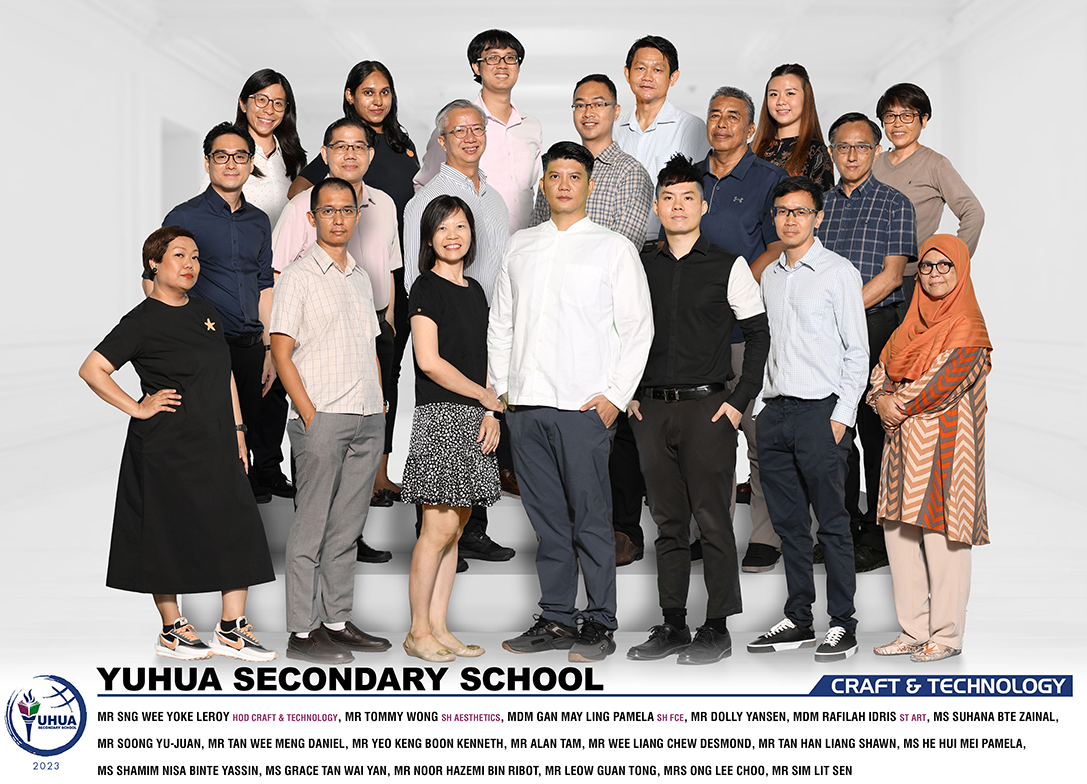 YUHUA SECONDARY SCHOOL
CRAFT & TECHNOLOGY
YUHUA
SECONDARY SCHOOL
2023
MR SNG WEE YOKE LEROY HOD CRAFT & TECHNOLOGY, MR TOMMY WONG SH AESTHETICS, MDM GAN MAY LING PAMELA SH FCE, MR DOLLY YANSEN, MDM RAFILAH IDRIS ST ART, MS SUHANA BTE ZAINAL,
MR SOONG YU-JUAN, MR TAN WEE MENG DANIEL, MR YEO KENG BOON KENNETH, MR ALAN TAM, MR WEE LIANG CHEW DESMOND, MR TAN HAN LIANG SHAWN, MS HE HUI MEI PAMELA,
MS SHAMIM NISA BINTE YASSIN, MS GRACE TAN WAI YAN, MR NOOR HAZEMI BIN RIBOT, MR LEOW GUAN TONG, MRS ONG LEE CHOO, MR SIM LIT SEN